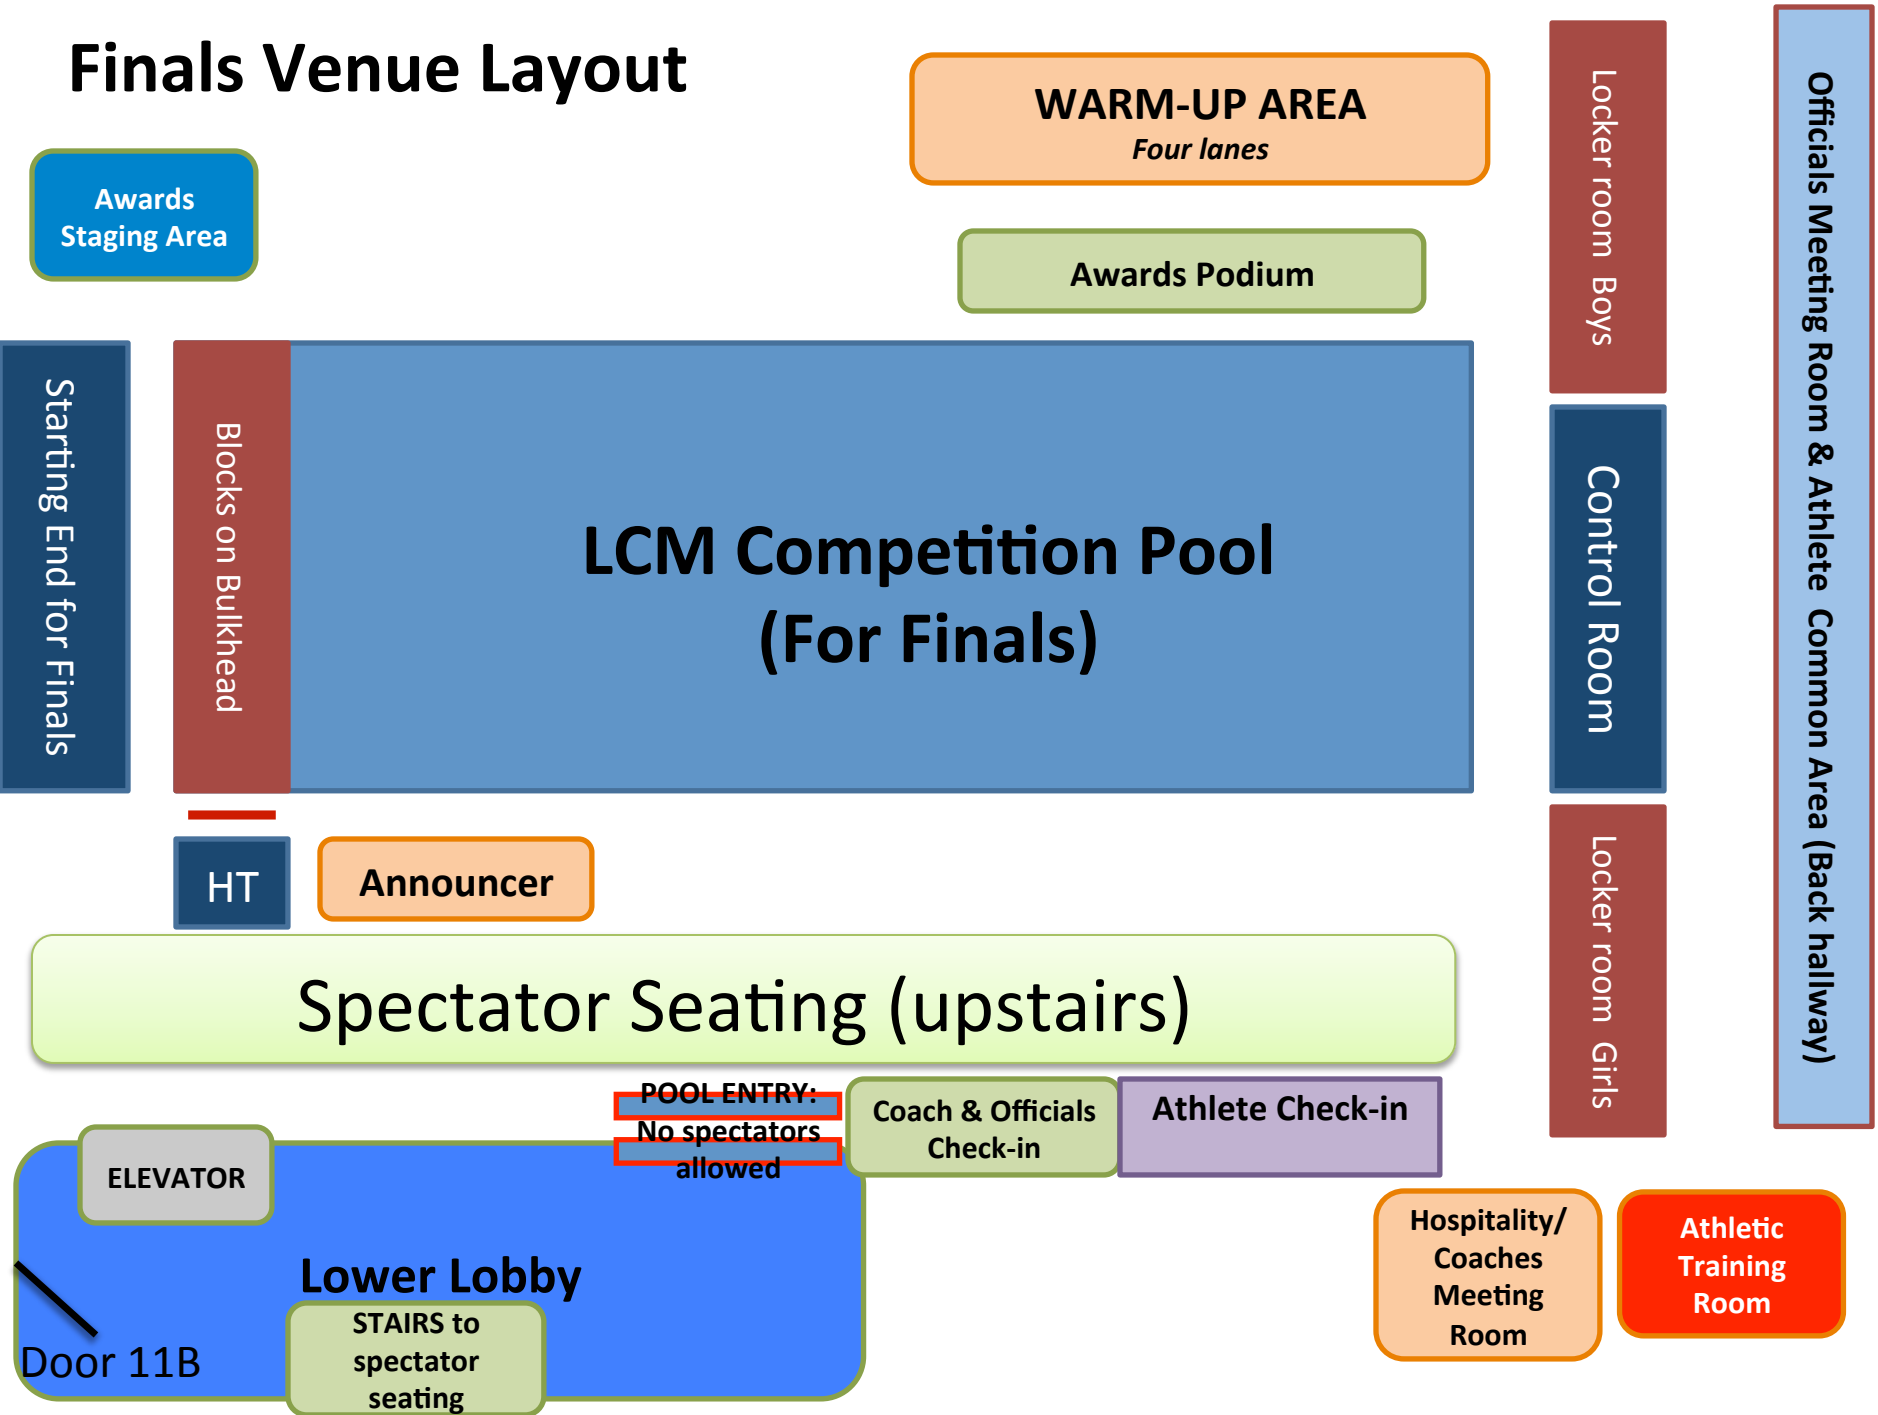 Finals Venue Layout
WARM-UP AREA
Four lanes
Awards
Staging Area
Awards Podium
Locker room  Boys
Officials Meeting Room & Athlete  Common Area (Back hallway)
Starting End for Finals
Blocks on Bulkhead
LCM Competition Pool
(For Finals)
Control Room
HT
Announcer
Locker room  Girls
Spectator Seating (upstairs)
POOL ENTRY:
No spectators
allowed
Coach & Officials
Check-in
Athlete Check-in
ELEVATOR
Lower Lobby
Door 11B
STAIRS to
spectator
seating
Hospitality/
Coaches
Meeting
Room
Athletic
Training
Room